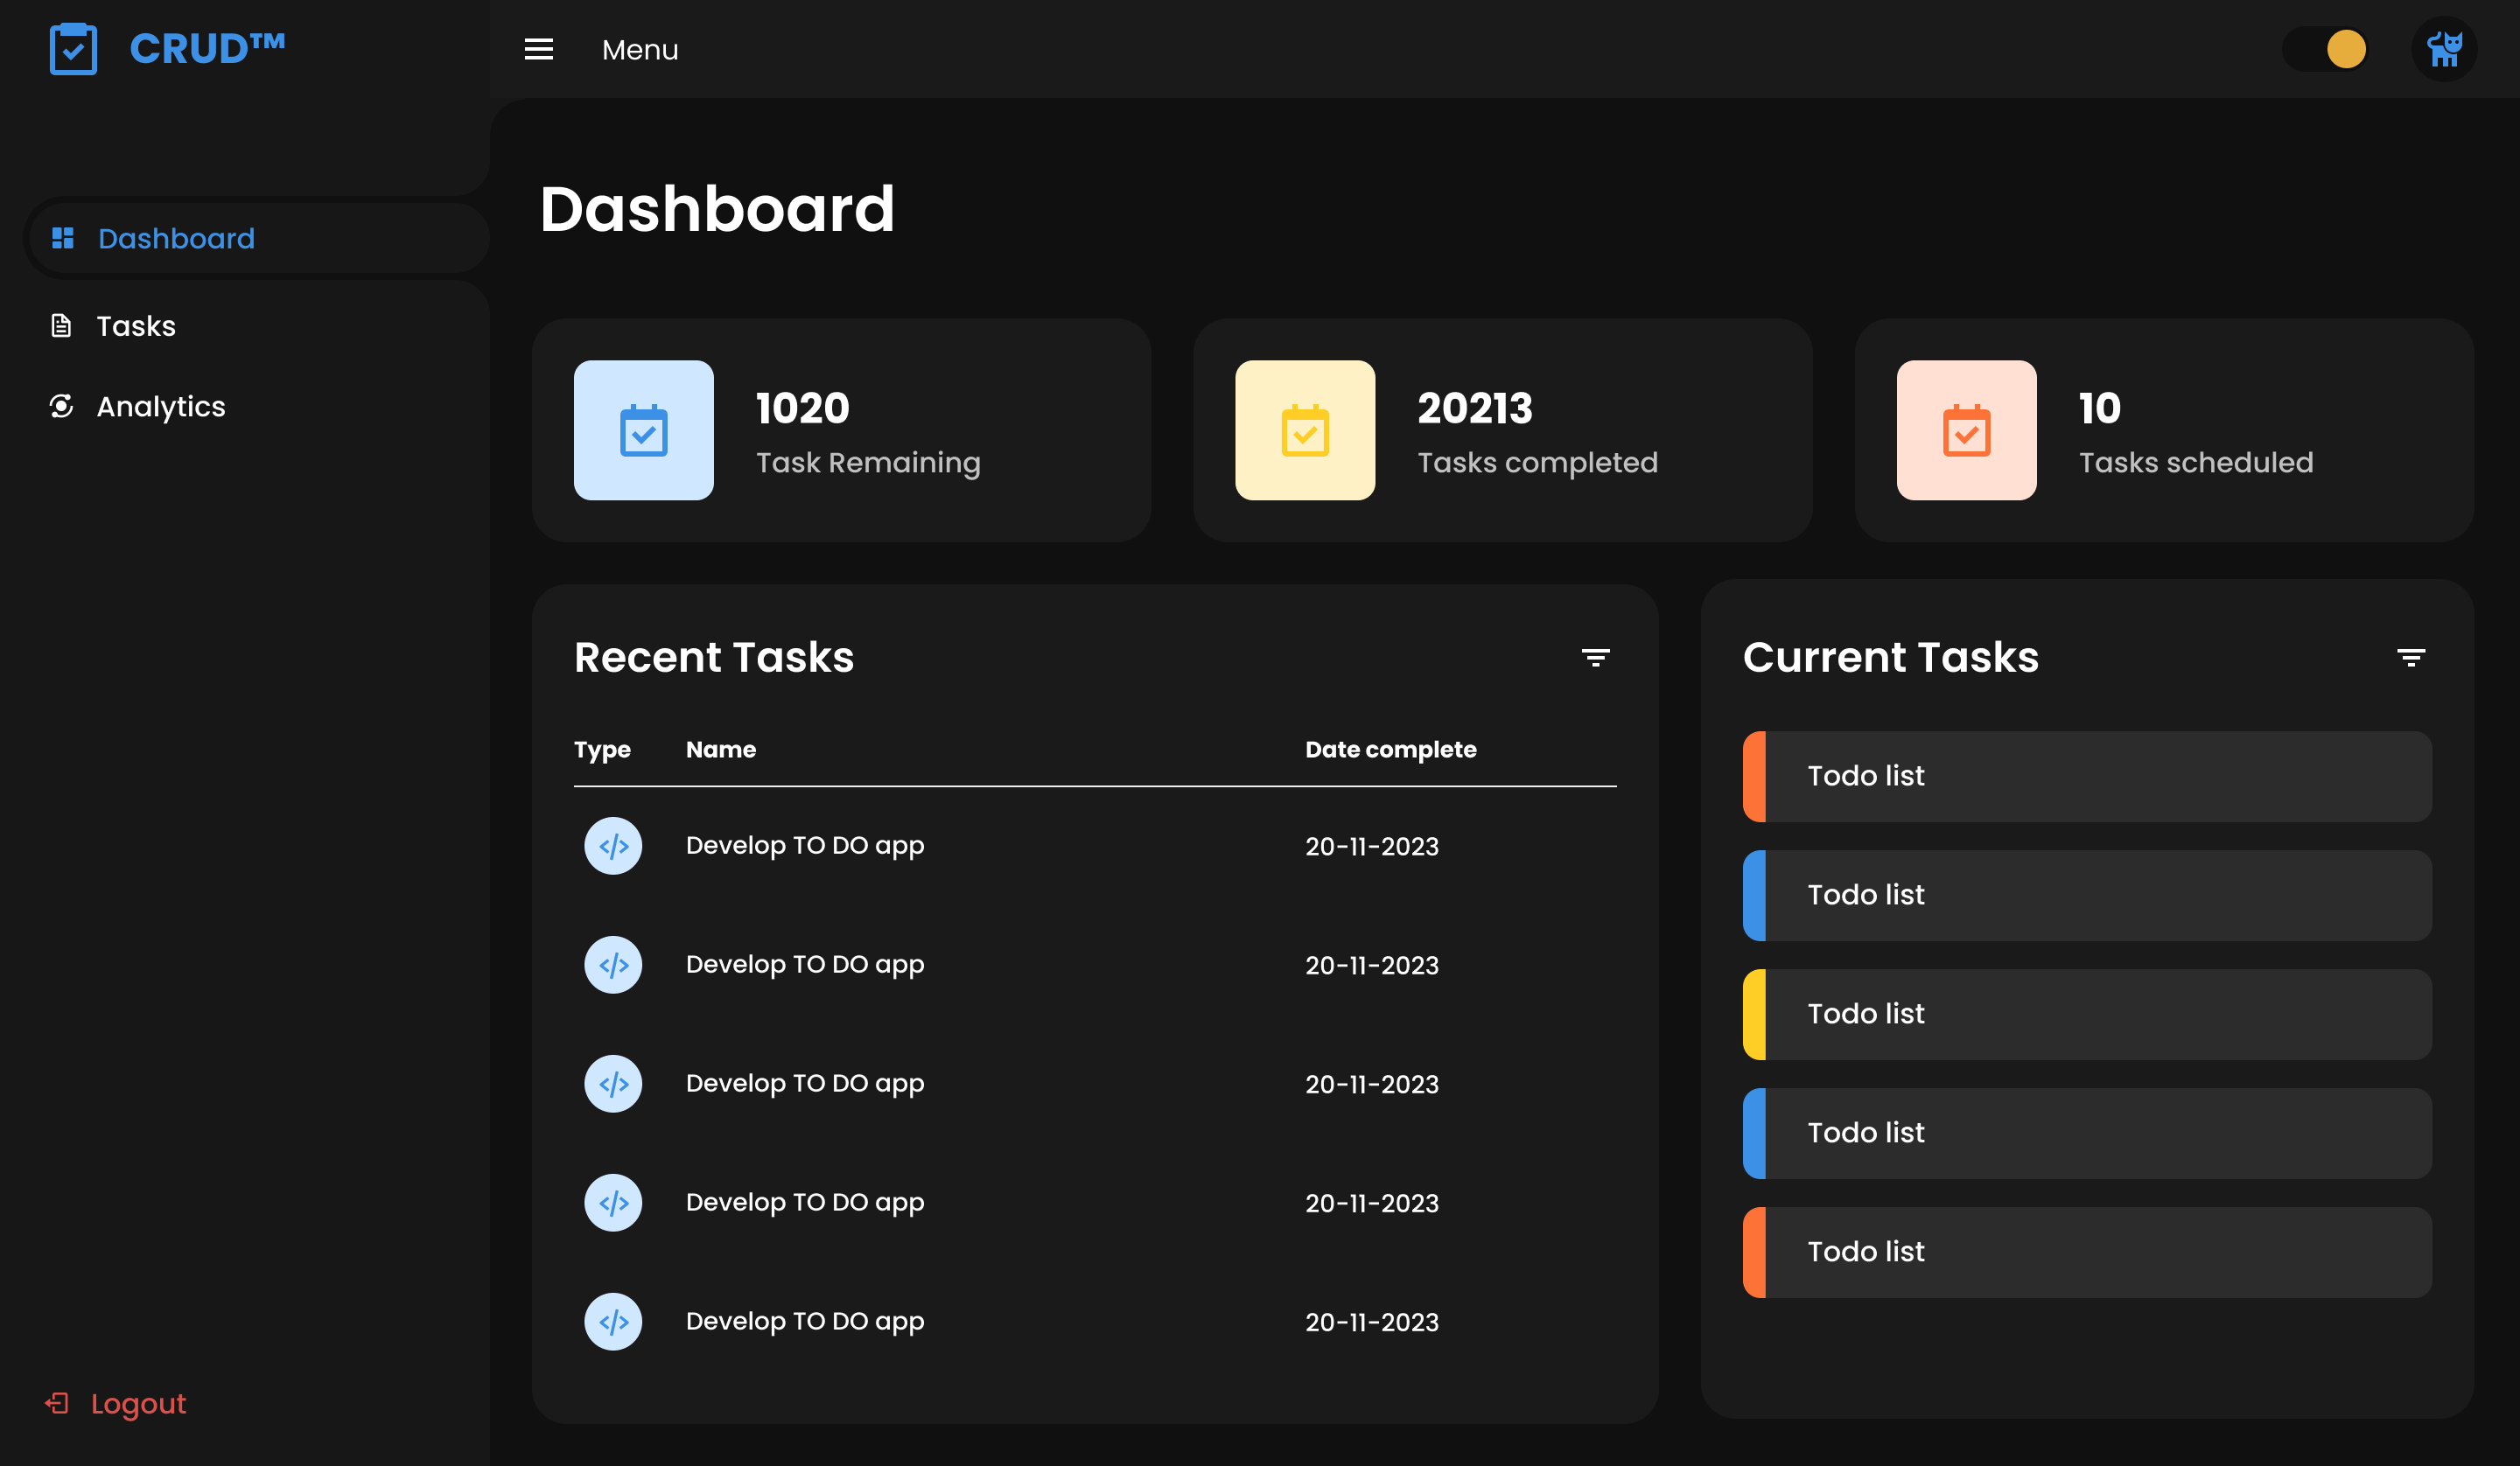 CRUD™
Menu
Dashboard
Tasks
Analytics
Logout
Dashboard
1020
Task Remaining
20213
Tasks completed
10
Tasks scheduled
Recent Tasks
Type Name Date complete
Develop TO DO app 20-11-2023
Develop TO DO app 20-11-2023
Develop TO DO app 20-11-2023
Develop TO DO app 20-11-2023
Develop TO DO app 20-11-2023
Current Tasks
Todo list
Todo list
Todo list
Todo list
Todo list